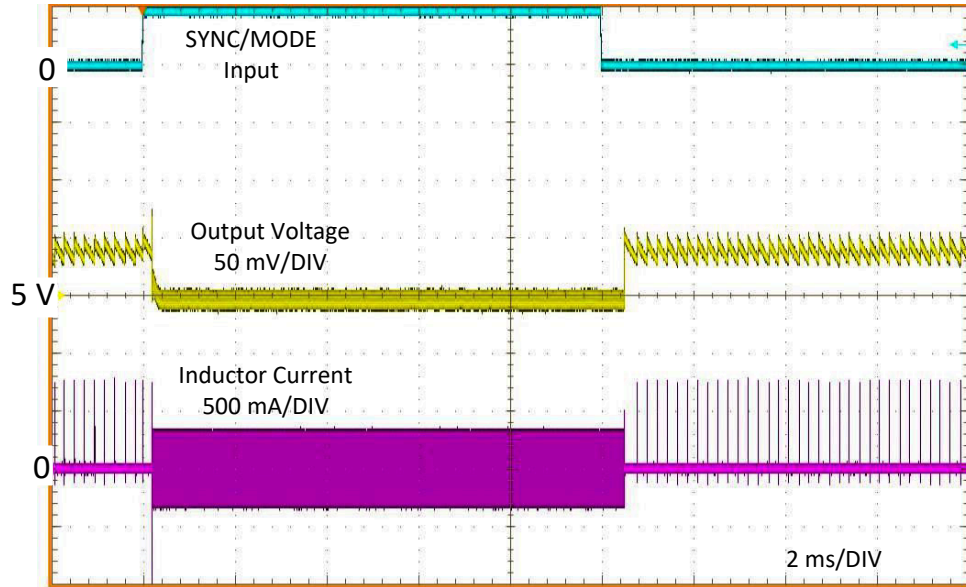 SYNC/MODE
Input
0
Output Voltage
50 mV/DIV
5 V
Inductor Current
500 mA/DIV
0
2 ms/DIV